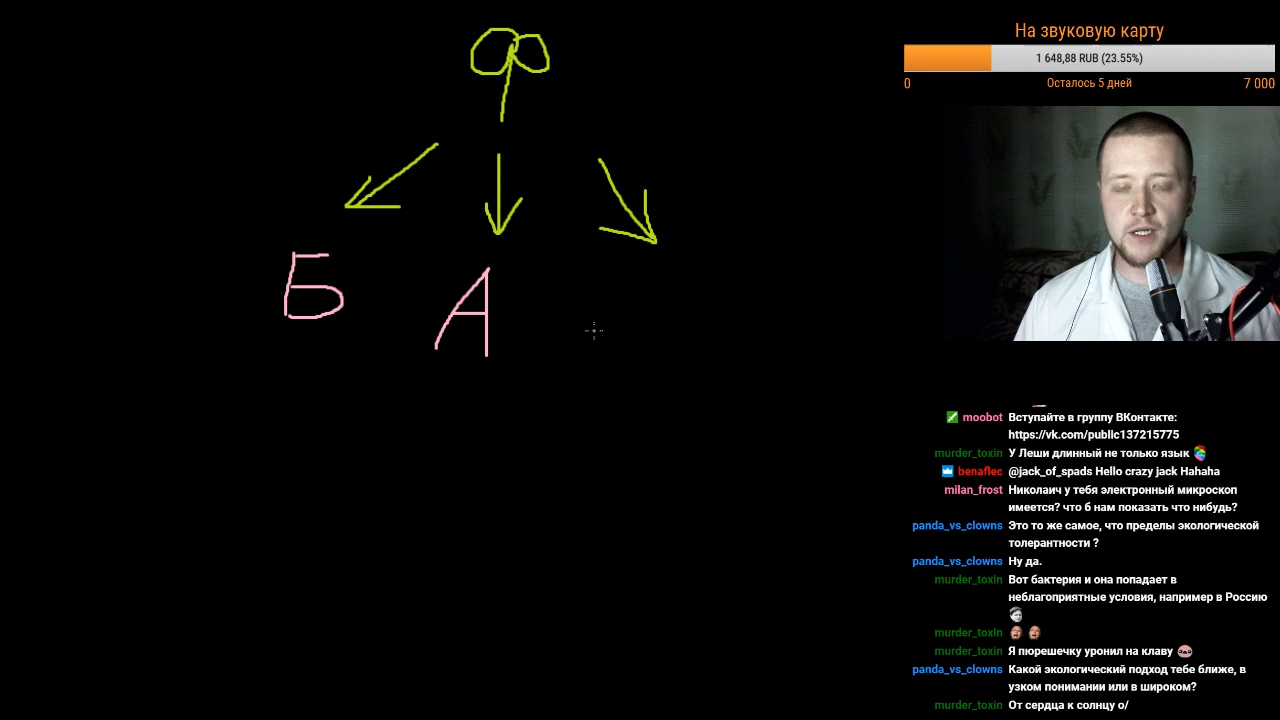 Б
А
На звуковую карту
1 648,88 RUB (23.55%)
0
Осталось 5 дней
7 000
moobot Вступайте в группу ВКонтакте:
https://vk.com/public137215775
murder_toxin У Леши длинный не только язык
benaflec @jack_of_spads Hello crazy jack Hahaha
milan_frost Николаич у тебя электронный микроскоп
имеется? что б нам показать что нибудь?
panda_vs_clowns Это то же самое, что пределы экологической
толерантности ?
panda_vs_clowns Ну да.
murder_toxin Вот бактерия и она попадает в
неблагоприятные условия, например в Россию
murder_toxin
murder_toxin Я пюрешечку уронил на клаву
panda_vs_clowns Какой экологический подход тебе ближе, в
узком понимании или в широком?
murder_toxin От сердца к солнцу o/